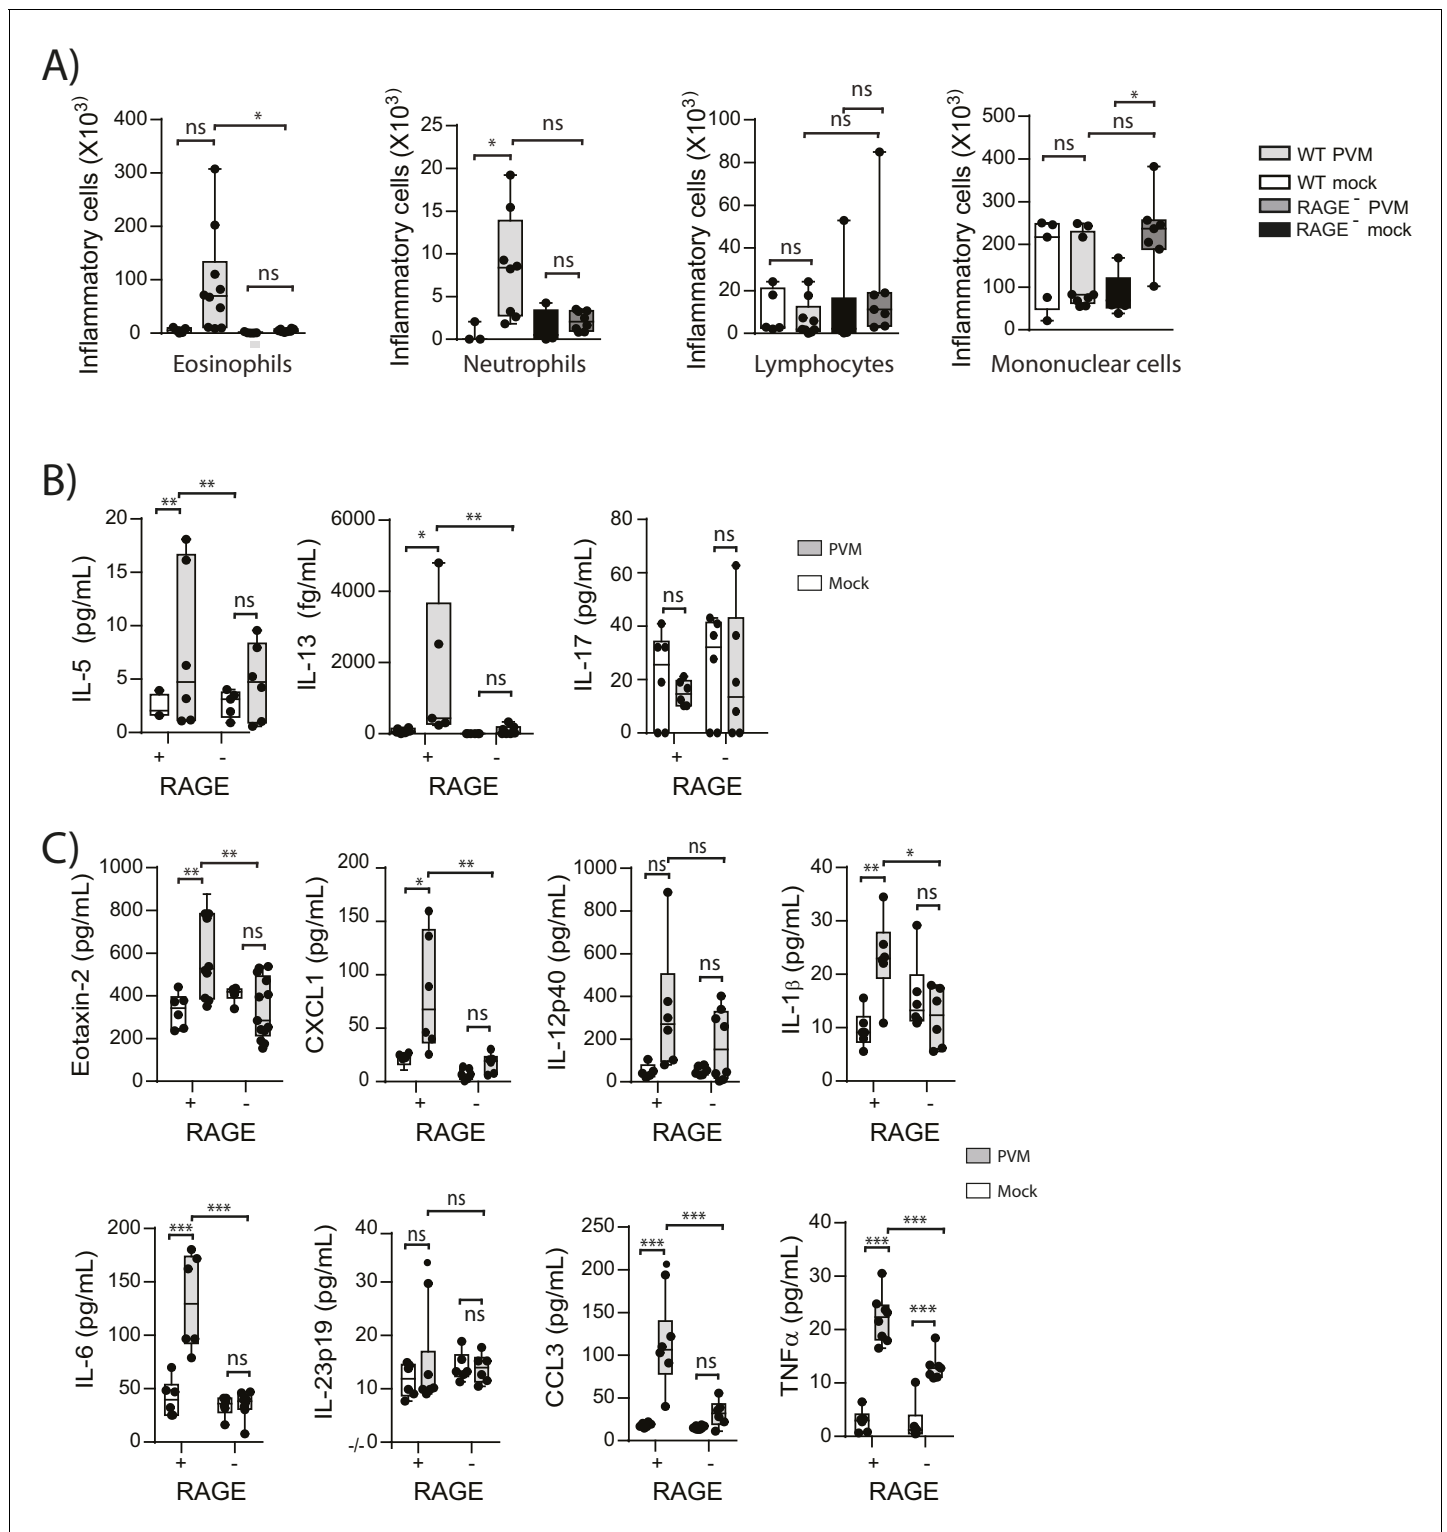 A)
Inflammatory cells (X10³)
400
300
200
100
0
ns
*
ns
Eosinophils
Inflammatory cells (X10³)
25
20
15
10
5
0
*
ns
ns
Neutrophils
Inflammatory cells (X10³)
100
80
60
40
20
0
ns
ns
ns
Lymphocytes
Inflammatory cells (X10³)
500
400
300
200
100
0
*
ns
ns
Mononuclear cells
WT PVM
WT mock
RAGE⁻ PVM
RAGE⁻ mock
B)
IL-5 (pg/mL)
20
15
10
5
0
**
**
ns
+ -
RAGE
IL-13 (fg/mL)
6000
4000
2000
0
*
**
ns
+ -
RAGE
IL-17 (pg/mL)
80
60
40
20
0
ns
ns
+ -
RAGE
PVM
Mock
C)
Eotaxin-2 (pg/mL)
1000
800
600
400
200
0
**
**
ns
+ -
RAGE
CXCL1 (pg/mL)
200
150
100
50
0
*
**
ns
+ -
RAGE
IL-12p40 (pg/mL)
1000
800
600
400
200
0
ns
ns
ns
+ -
RAGE
IL-1β (pg/mL)
40
30
20
10
0
**
*
ns
+ -
RAGE
PVM
Mock
IL-6 (pg/mL)
200
150
100
50
0
***
***
ns
+ -
RAGE
IL-23p19 (pg/mL)
40
30
20
10
-/- 0
ns
ns
ns
+ -
RAGE
CCL3 (pg/mL)
250
200
150
100
50
0
***
***
ns
+ -
RAGE
TNFα (pg/mL)
40
30
20
10
0
***
***
***
+ -
RAGE